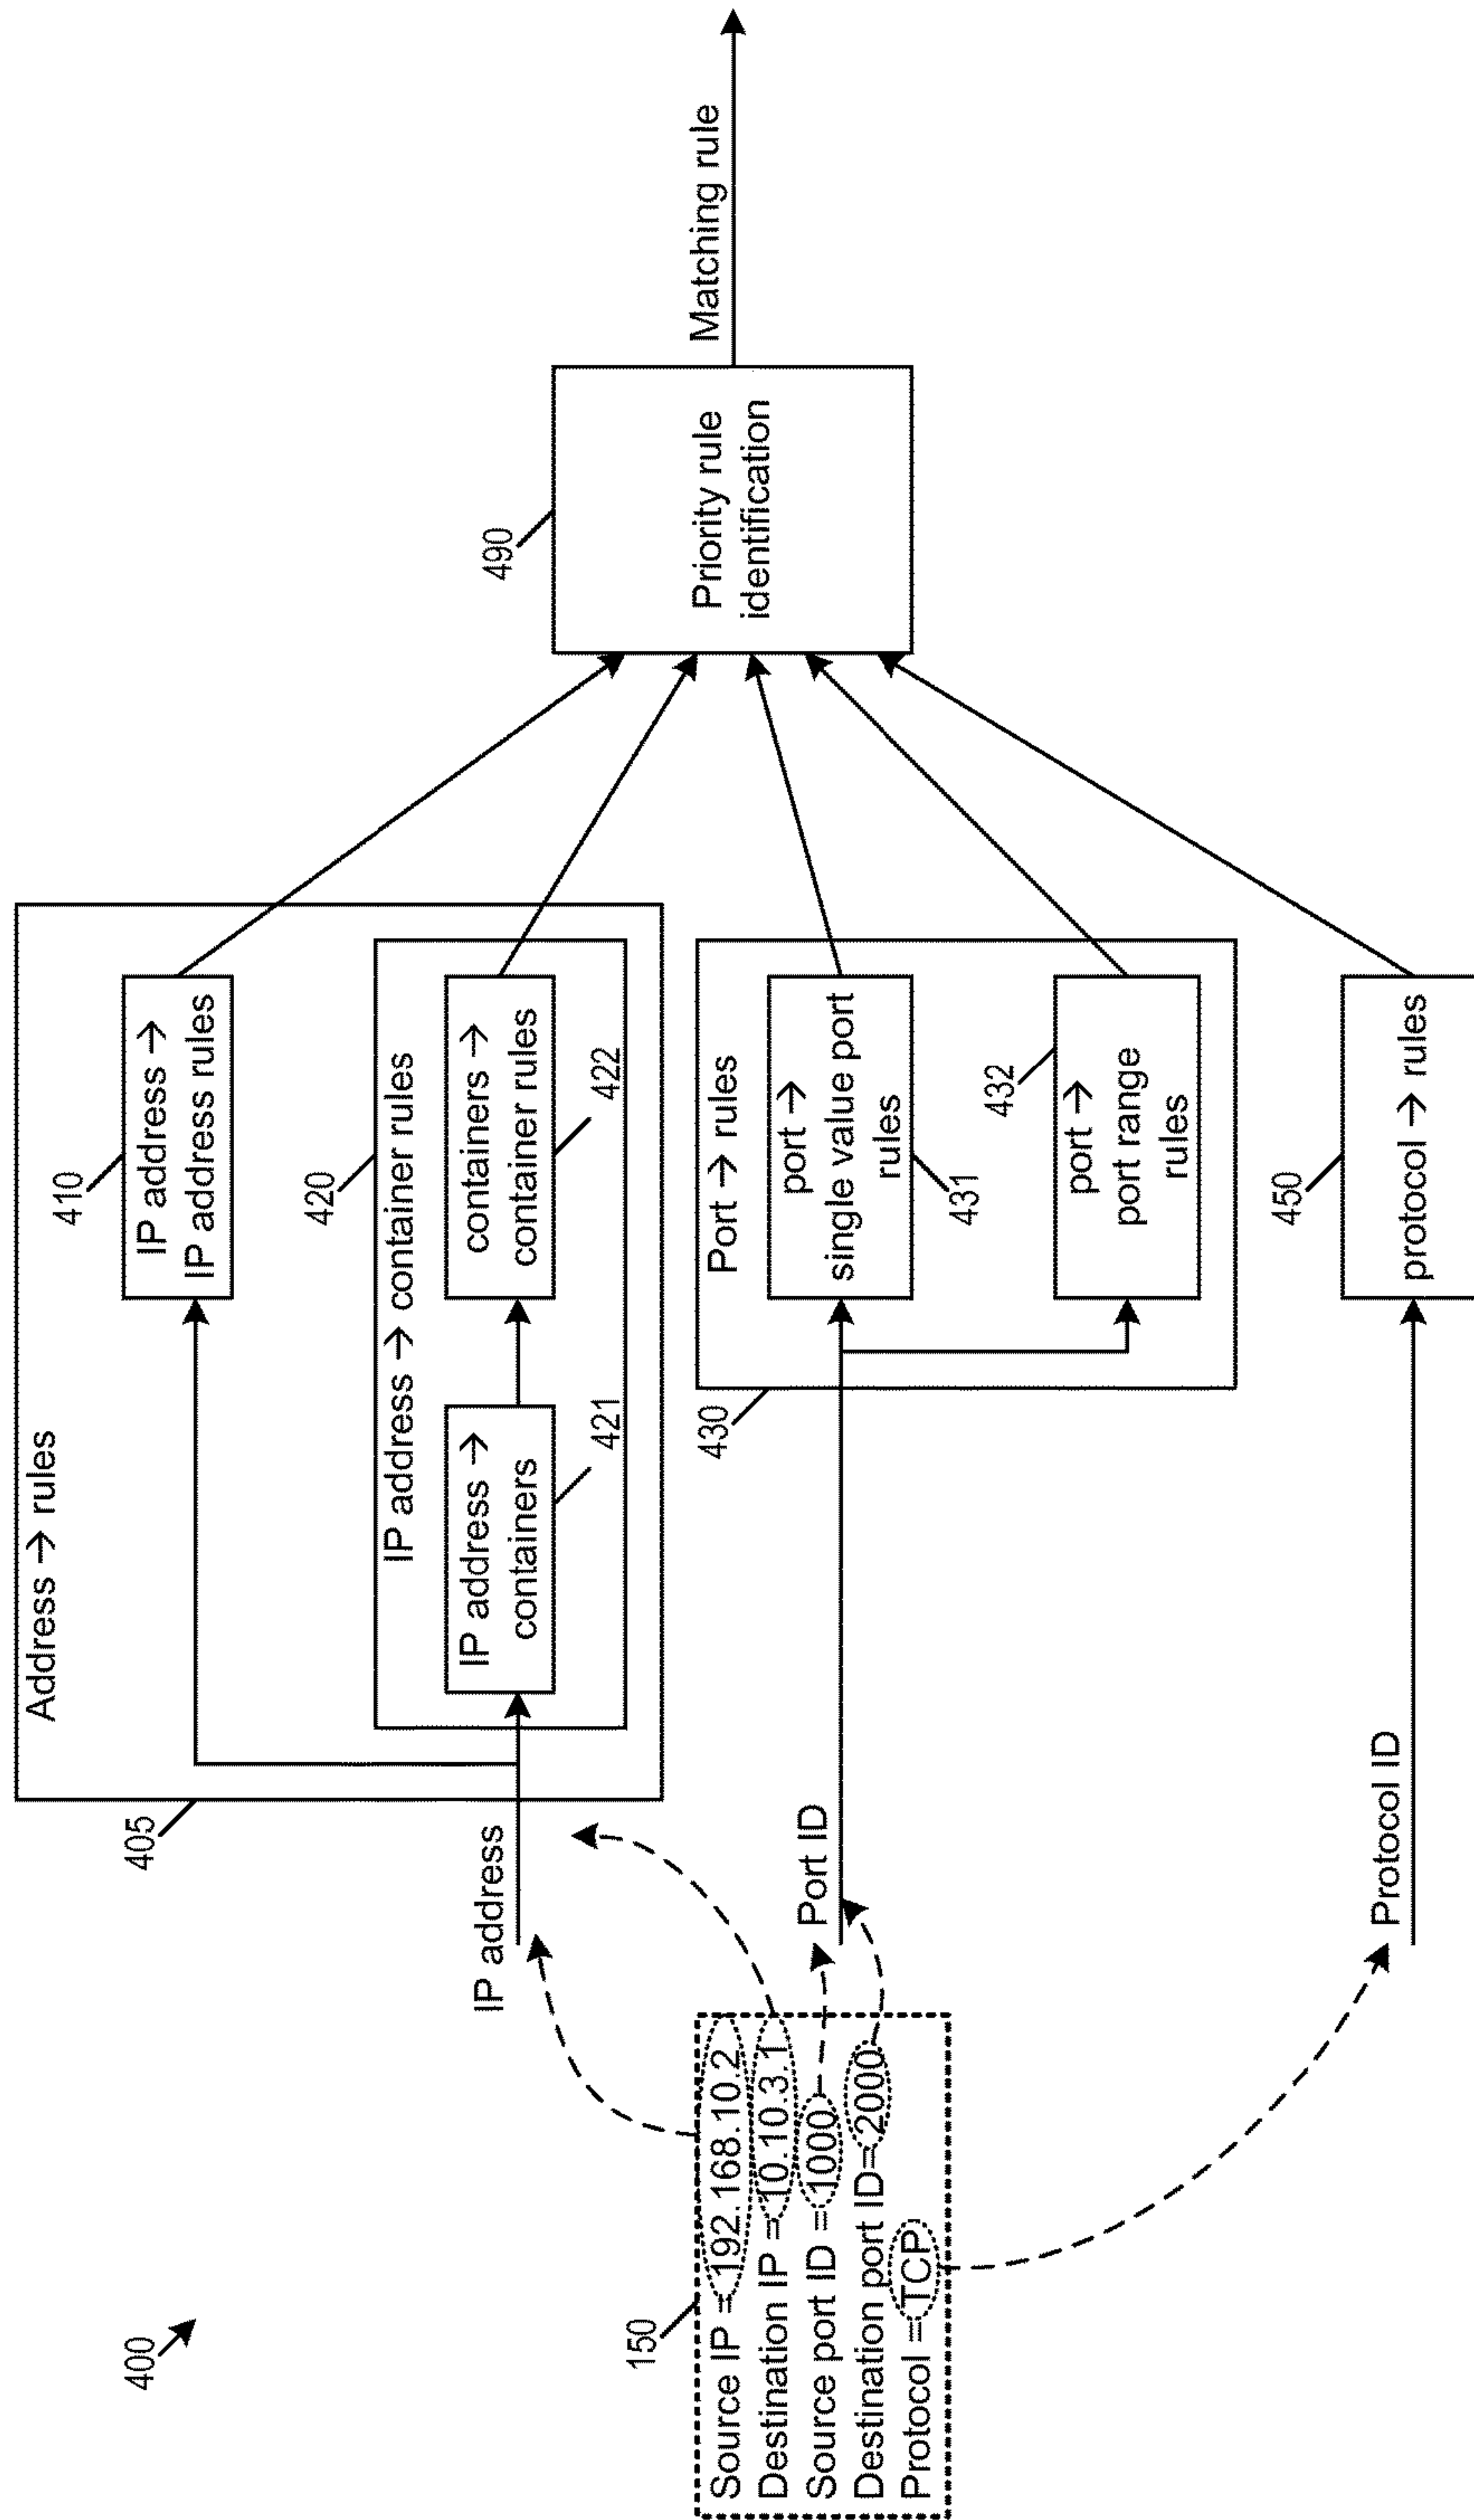 400
150
Source IP = 192.168.10.2
Destination IP = 10.10.3.1
Source port ID = 1000
Destination port ID= 2000
Protocol = TCP
IP address
Port ID
Protocol ID
405
Address → rules
410
IP address →
IP address rules
420
IP address → container rules
IP address →
containers
421
containers →
container rules
422
430
Port → rules
port →
single value port
rules
431
432
port →
port range
rules
450
protocol → rules
490
Priority rule
identification
Matching rule